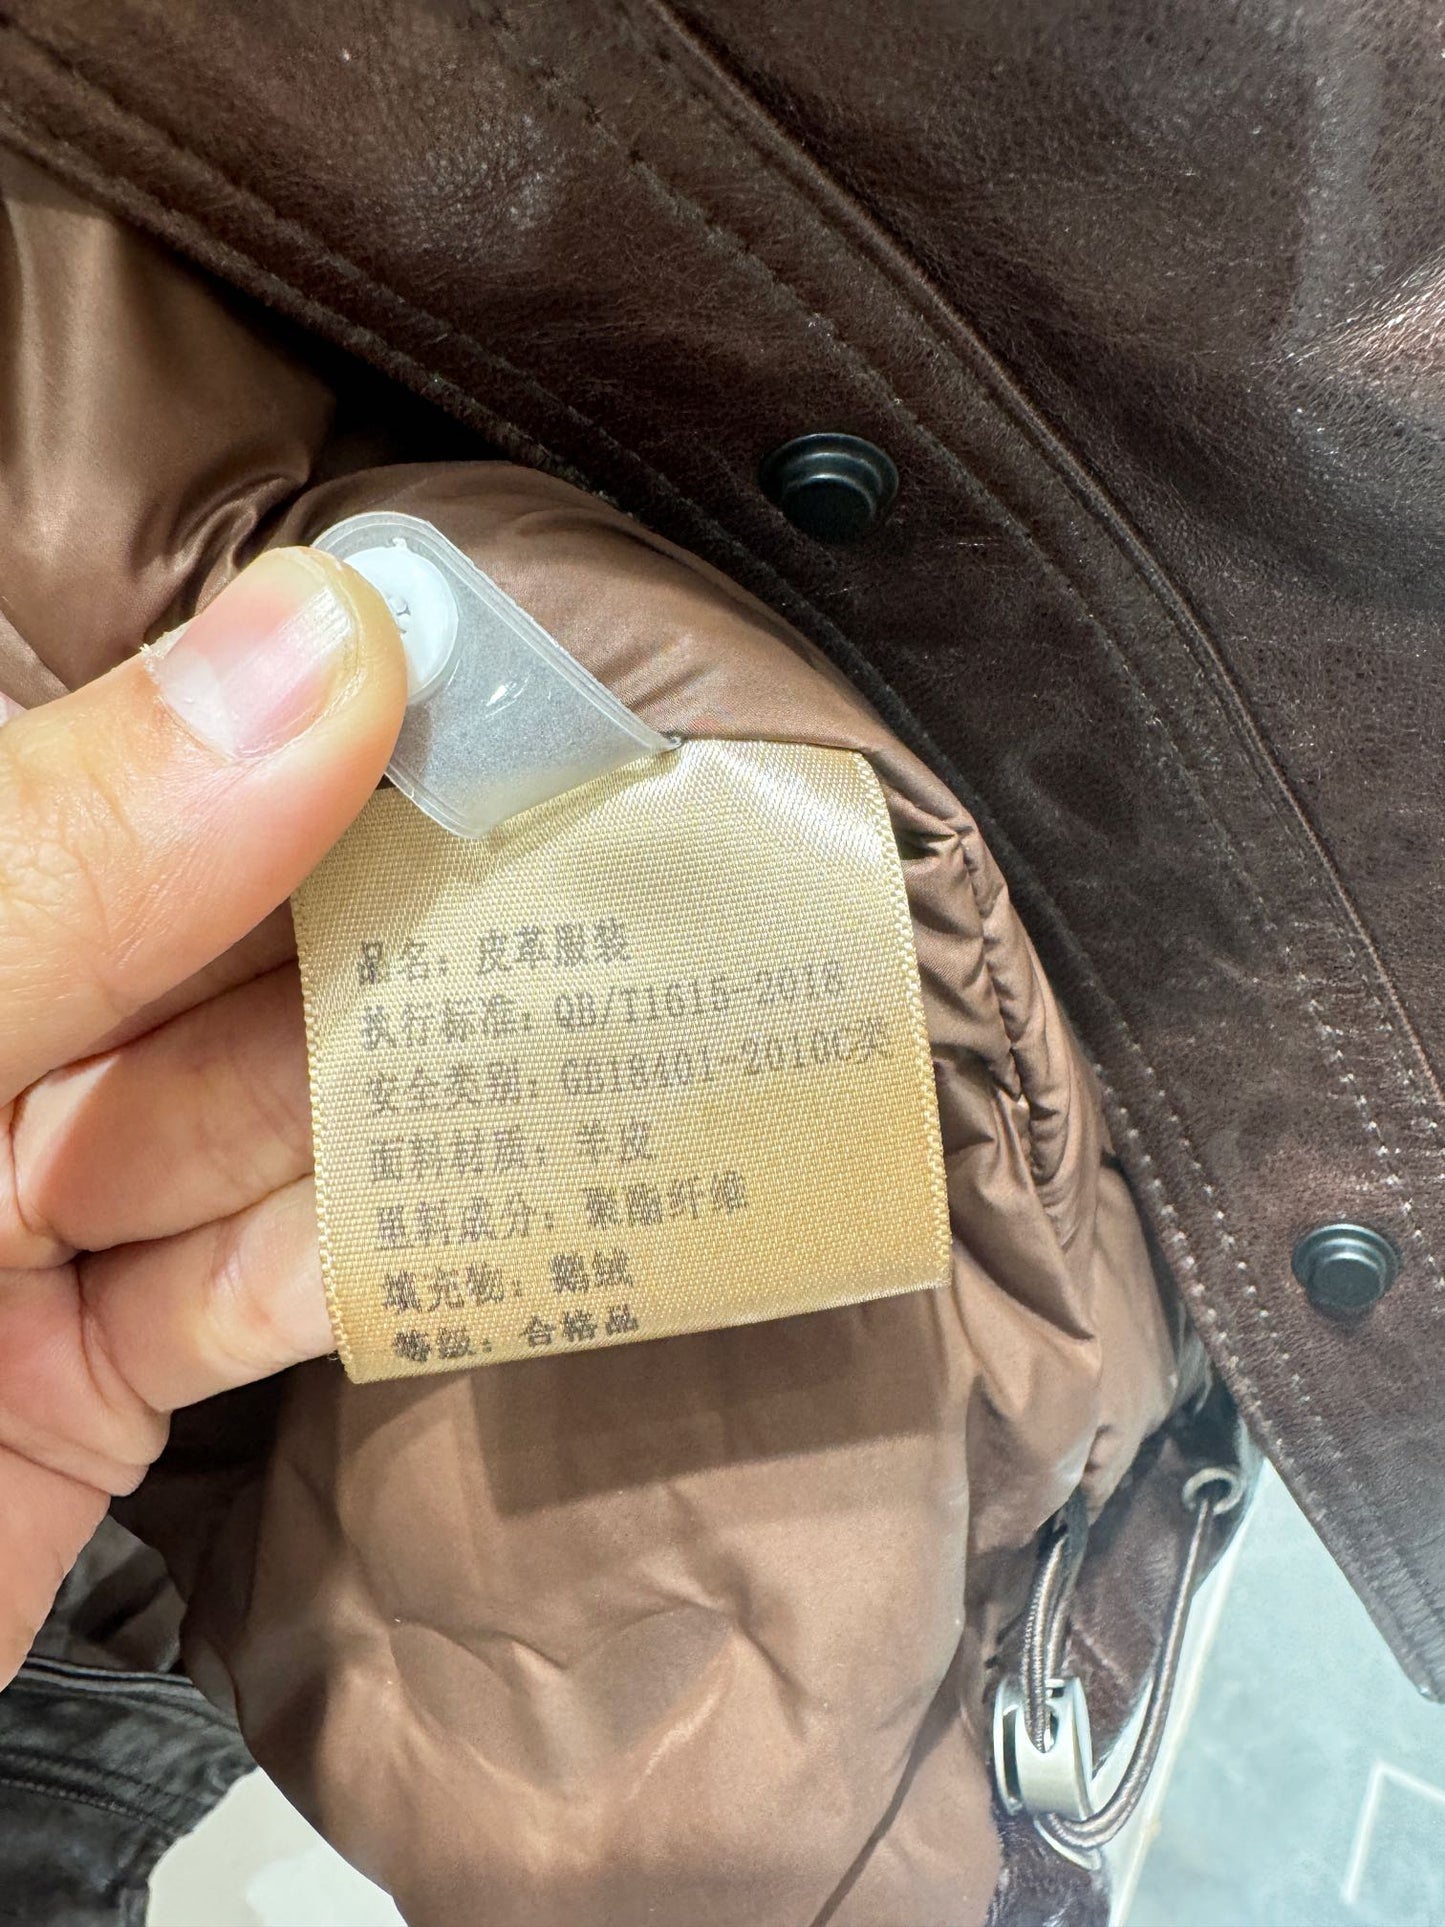 品名：皮革服装
执行标准：QB/T1615-2018
安全类别：GB18401-2010C类
面料材质：羊皮
里料成分：聚酯纤维
填充物：鹅绒
等级：合格品